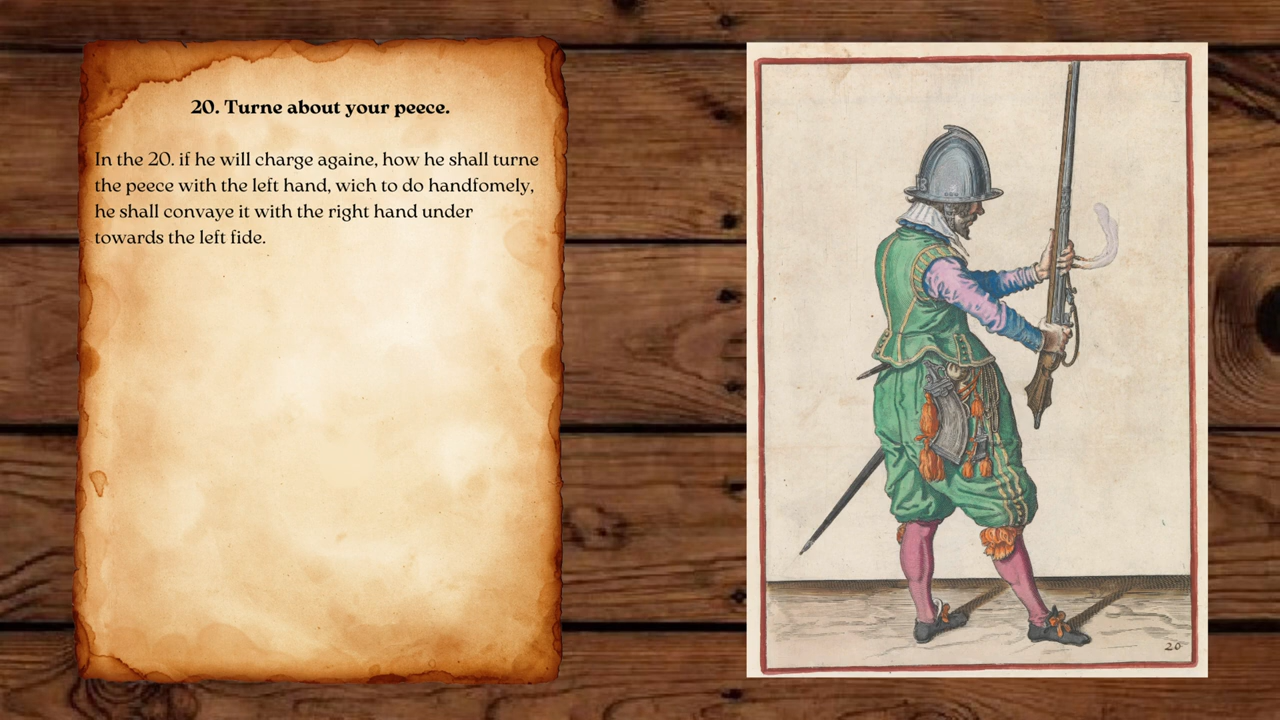 20. Turne about your peece.
In the 20. if he will charge againe, how he shall turne
the peece with the left hand, wich to do handfomely,
he shall convaye it with the right hand under
towards the left fide.
20